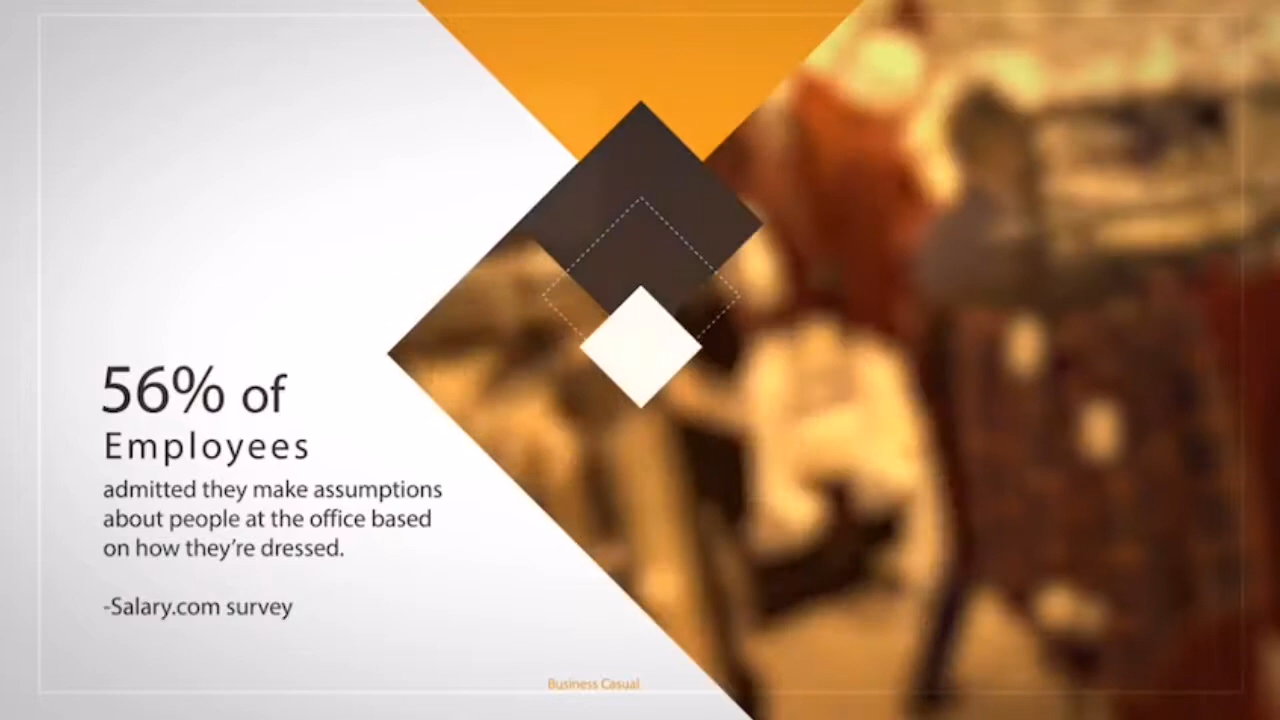 56% of
Employees
admitted they make assumptions
about people at the office based
on how they’re dressed.
-Salary.com survey
Business Casual